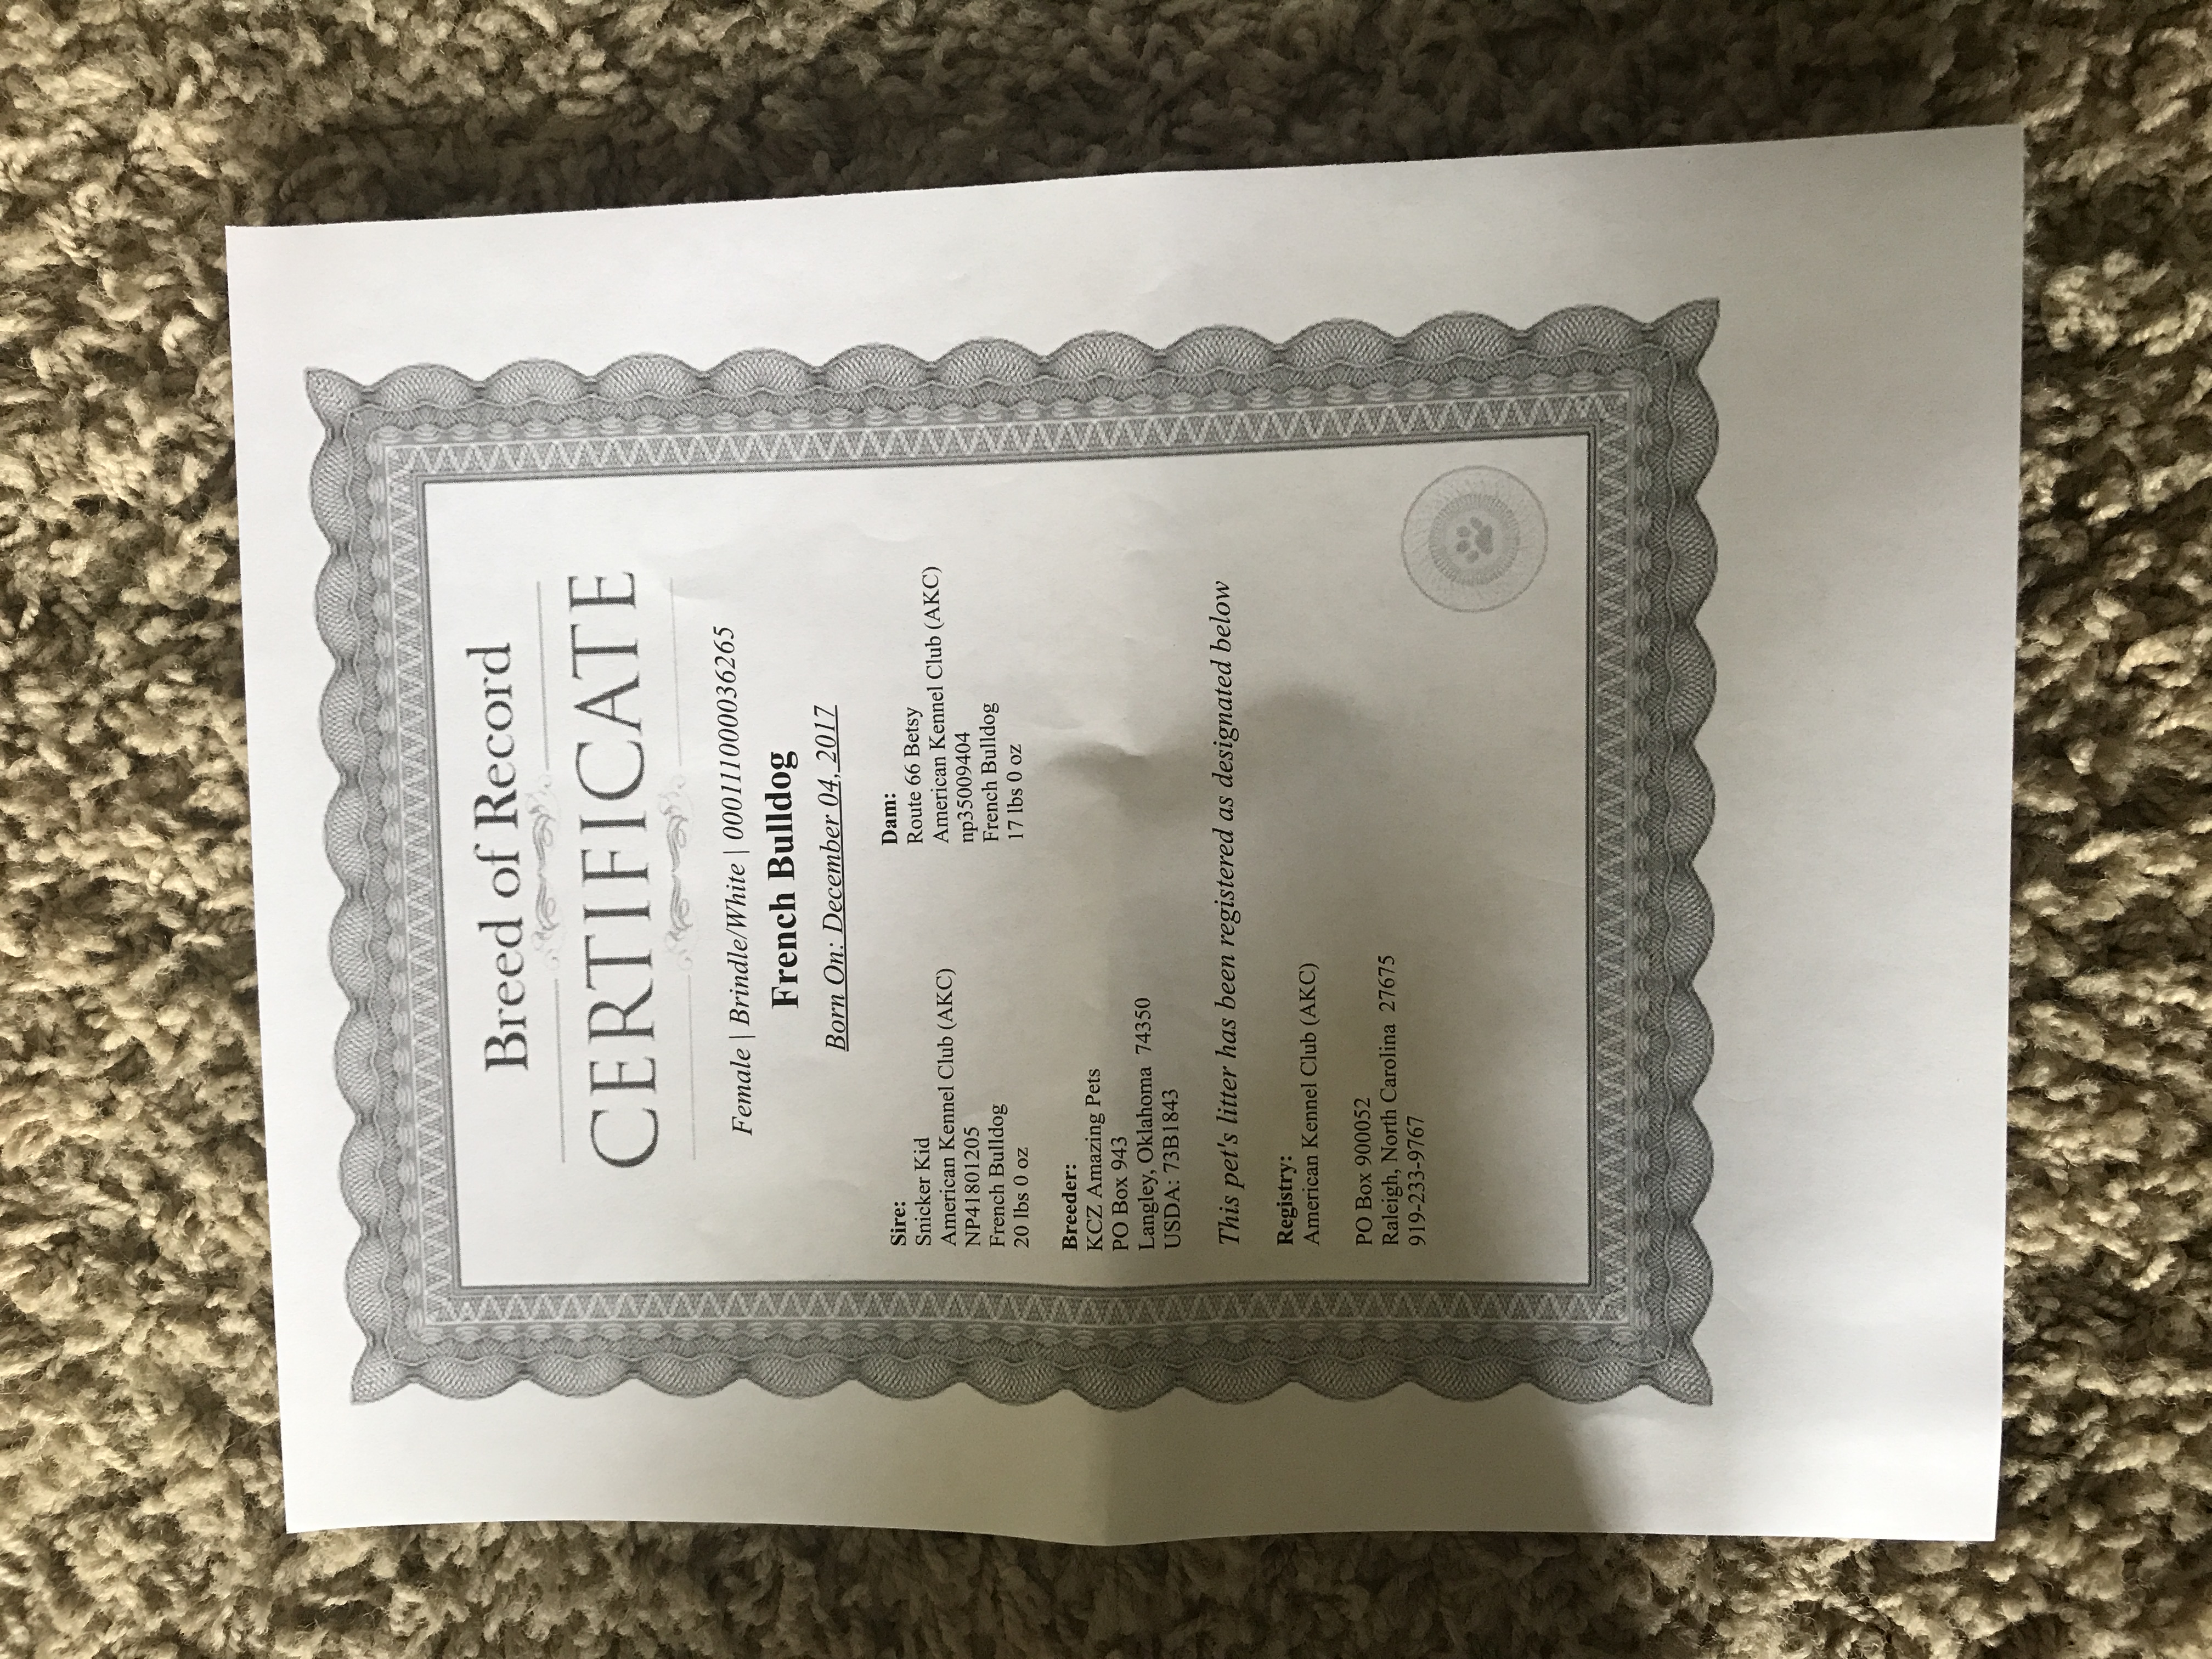 Breed of Record
CERTIFICATE
Female | Brindle/White | 000111000036265
French Bulldog
Born On: December 04, 2017
Sire:
Snicker Kid
American Kennel Club (AKC)
NP41801205
French Bulldog
20 lbs 0 oz
Dam:
Route 66 Betsy
American Kennel Club (AKC)
np35009404
French Bulldog
17 lbs 0 oz
Breeder:
KCZ Amazing Pets
PO Box 943
Langley, Oklahoma 74350
USDA: 73B1843
This pet's litter has been registered as designated below
Registry:
American Kennel Club (AKC)
PO Box 900052
Raleigh, North Carolina 27675
919-233-9767